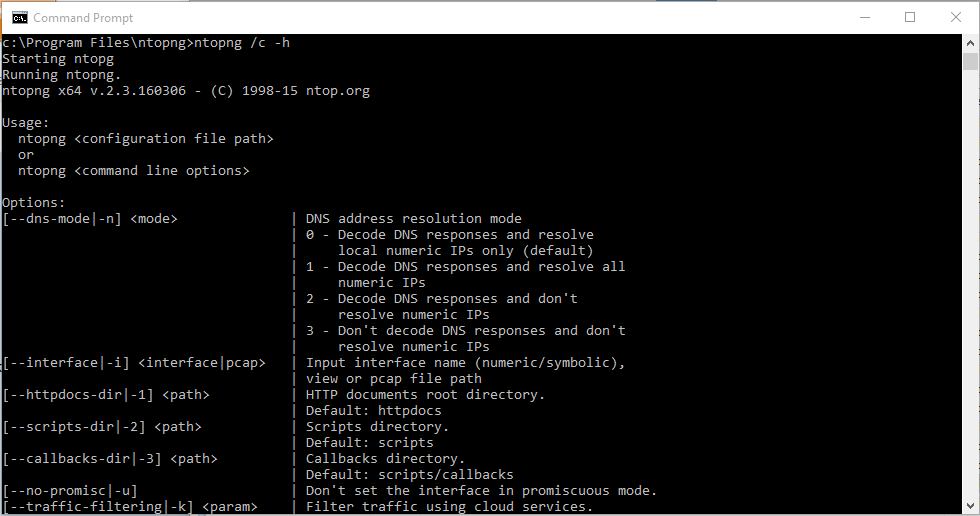 Command Prompt
c:\Program Files\ntopng>ntopng /c -h
Starting ntopg
Running ntopng.
ntopng x64 v.2.3.160306 - (C) 1998-15 ntop.org
Usage:
  ntopng <configuration file path>
  or
  ntopng <command line options>
Options:
[--dns-mode|-n] <mode>              | DNS address resolution mode
                                    | 0 - Decode DNS responses and resolve
                                    |     local numeric IPs only (default)
                                    | 1 - Decode DNS responses and resolve all
                                    |     numeric IPs
                                    | 2 - Decode DNS responses and don't
                                    |     resolve numeric IPs
                                    | 3 - Don't decode DNS responses and don't
                                    |     resolve numeric IPs
[--interface|-i] <interface|pcap>   | Input interface name (numeric/symbolic),
                                    | view or pcap file path
[--httpdocs-dir|-1] <path>          | HTTP documents root directory.
                                    | Default: httpdocs
[--scripts-dir|-2] <path>           | Scripts directory.
                                    | Default: scripts
[--callbacks-dir|-3] <path>         | Callbacks directory.
                                    | Default: scripts/callbacks
[--no-promisc|-u]                   | Don't set the interface in promiscuous mode.
[--traffic-filtering|-k] <param>    | Filter traffic using cloud services.